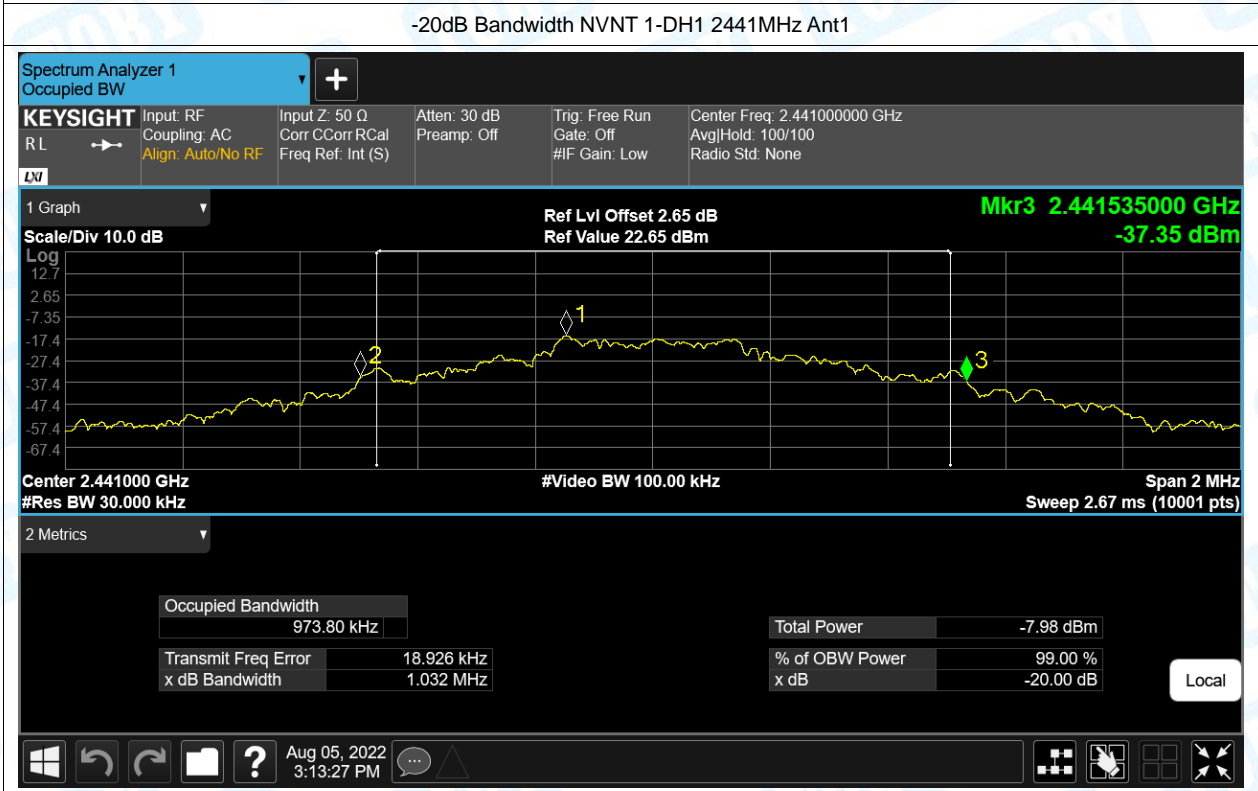 -20dB Bandwidth NVNT 1-DH1 2441MHz Ant1
Spectrum Analyzer 1
Occupied BW
KEYSIGHT
RL
LXI
Input: RF
Coupling: AC
Align: Auto/No RF
Input Z: 50 Ω
Corr CCorr RCal
Freq Ref: Int (S)
Atten: 30 dB
Preamp: Off
Trig: Free Run
Gate: Off
#IF Gain: Low
Center Freq: 2.441000000 GHz
Avg|Hold: 100/100
Radio Std: None
1 Graph
Scale/Div 10.0 dB
Ref Lvl Offset 2.65 dB
Ref Value 22.65 dBm
Mkr3 2.441535000 GHz
-37.35 dBm
Log
12.7
2.65
-7.35
-17.4
-27.4
-37.4
-47.4
-57.4
-67.4
1
2
3
Center 2.441000 GHz
#Video BW 100.00 kHz
Span 2 MHz
#Res BW 30.000 kHz
Sweep 2.67 ms (10001 pts)
2 Metrics
Occupied Bandwidth
973.80 kHz
Total Power -7.98 dBm
Transmit Freq Error 18.926 kHz
% of OBW Power 99.00 %
x dB Bandwidth 1.032 MHz
x dB -20.00 dB
Local
?
Aug 05, 2022
3:13:27 PM